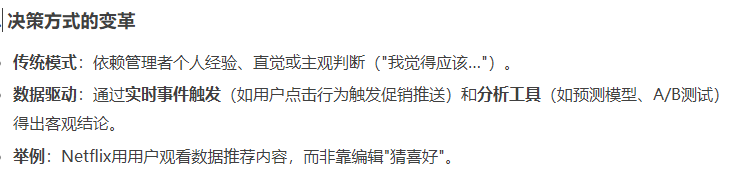 决策方式的变革
传统模式：依赖管理者个人经验、直觉或主观判断（"我觉得应该..."）。
数据驱动：通过实时事件触发（如用户点击行为触发促销推送）和分析工具（如预测模型、A/B测试）
得出客观结论。
举例：Netflix用用户观看数据推荐内容，而非靠编辑"猜喜好"。